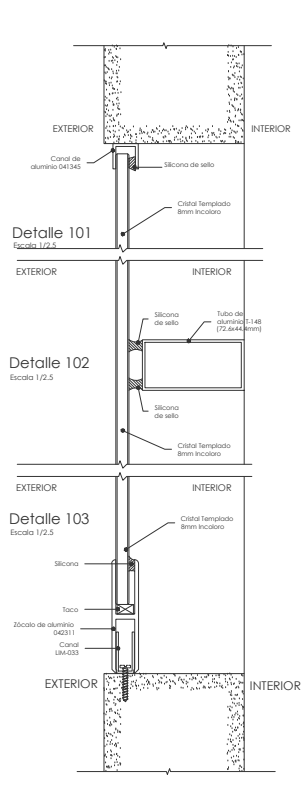 EXTERIOR
INTERIOR
Canal de
aluminio 041345
Silicona de sello
Cristal Templado
8mm Incoloro
Detalle 101
Escala 1/2.5
EXTERIOR
INTERIOR
Silicona
de sello
Tubo de
aluminio T-148
(72.6x44.4mm)
Detalle 102
Escala 1/2.5
Silicona
de sello
Cristal Templado
8mm Incoloro
EXTERIOR
INTERIOR
Detalle 103
Escala 1/2.5
Cristal Templado
8mm Incoloro
Silicona
Taco
Zócalo de aluminio
042311
Canal
LIM-033
EXTERIOR
INTERIOR